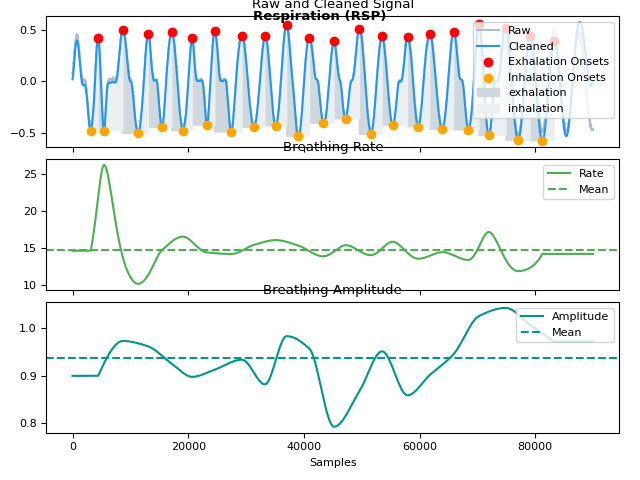 Raw and Cleaned Signal
Respiration (RSP)
0.5
0.0
−0.5
Raw
Cleaned
Exhalation Onsets
Inhalation Onsets
exhalation
inhalation
Breathing Rate
25
20
15
10
Rate
Mean
Breathing Amplitude
1.0
0.9
0.8
Amplitude
Mean
0 20000 40000 60000 80000
Samples